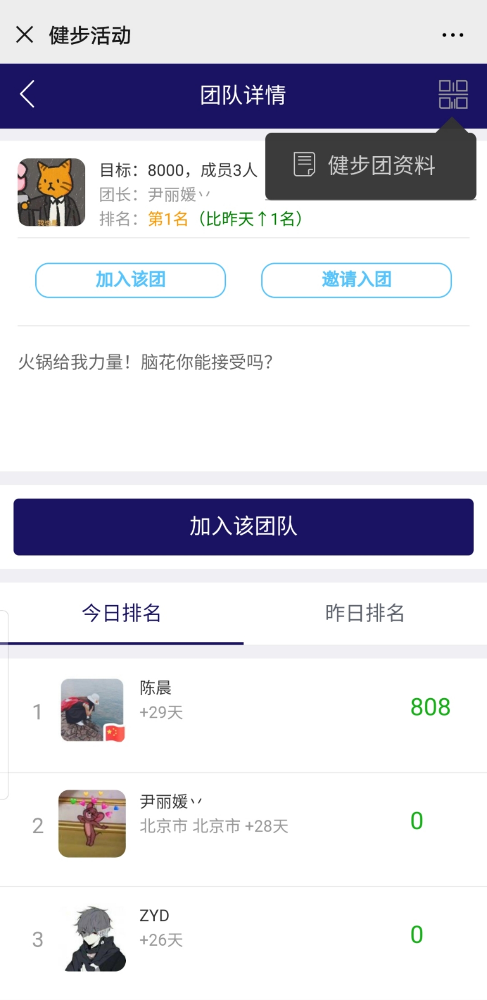 健步活动
团队详情
健步团资料
目标：8000，成员3人
团长：尹丽媛丷
排名：第1名（比昨天↑1名）
加入该团
邀请入团
火锅给我力量！脑花你能接受吗？
加入该团队
今日排名
昨日排名
1
陈晨
+29天
808
2
尹丽媛丷
北京市 北京市 +28天
0
3
ZYD
+26天
0